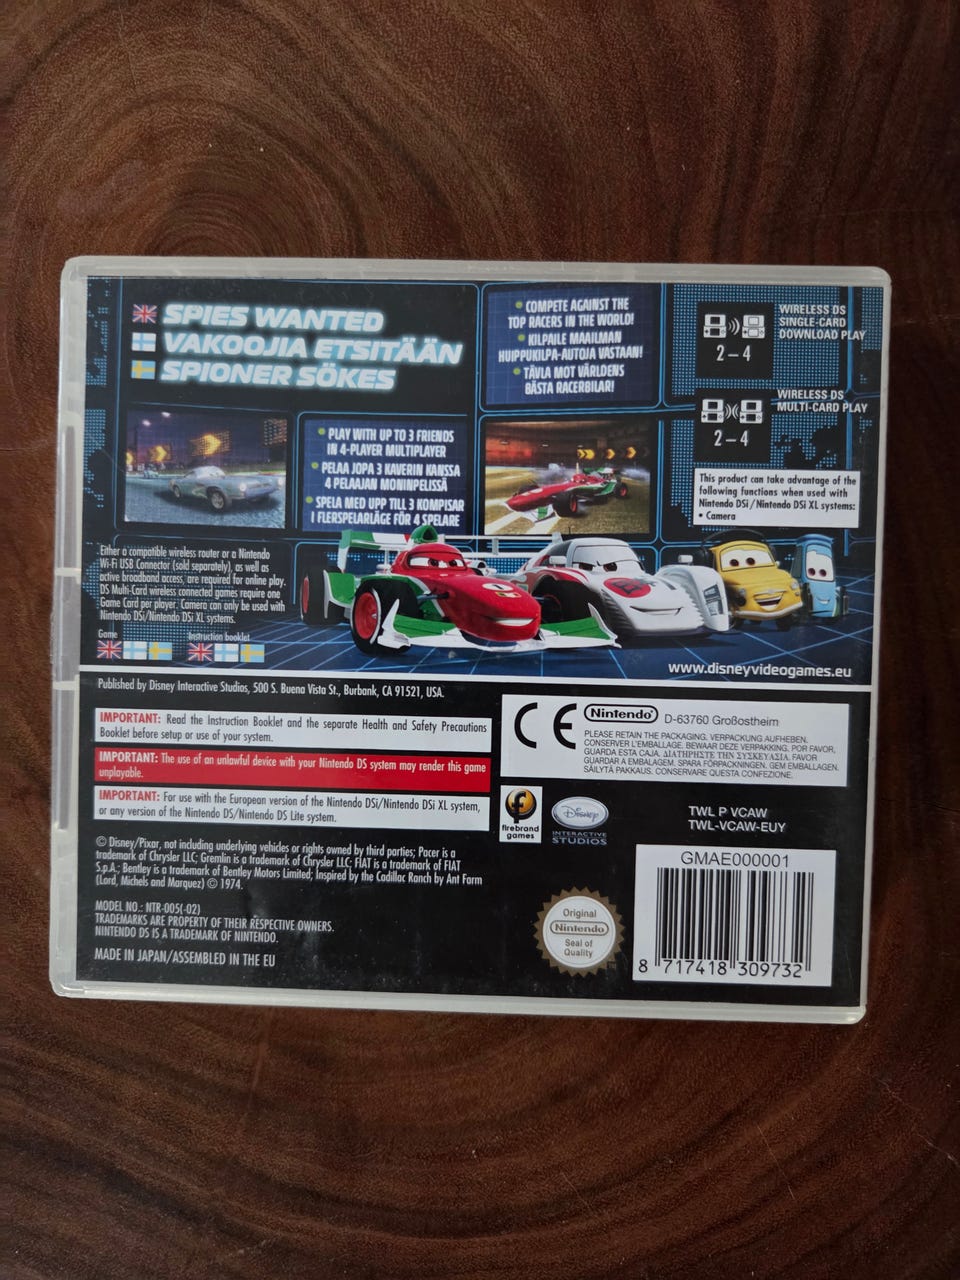 SPIES WANTED
VAKOOJIA ETSITÄÄN
SPIONER SÖKES
• COMPETE AGAINST THE
TOP RACERS IN THE WORLD!
• KILPAILE MAAILMAN
HUIPPUKILPA-AUTOJA VASTAAN!
• TÄVLA MOT VÄRLDENS
BÄSTA RACERBILAR!
WIRELESS DS
SINGLE-CARD
DOWNLOAD PLAY
2 – 4
WIRELESS DS
MULTI-CARD PLAY
2 – 4
• PLAY WITH UP TO 3 FRIENDS
IN 4-PLAYER MULTIPLAYER
• PELAA JOPA 3 KAVERIN KANSSA
4 PELAAJAN MONINPELISSÄ
• SPELA MED UPP TILL 3 KOMPISAR
I FLERSPELARLÄGE FÖR 4 SPELARE
This product can take advantage of the
following functions when used with
Nintendo DSi / Nintendo DSi XL systems:
• Camera
Either a compatible wireless router or a Nintendo
Wi-Fi USB Connector (sold separately), as well as
active broadband access, are required for online play.
DS Multi-Card wireless connected games require one
Game Card per player. Camera can only be used with
Nintendo DSi/Nintendo DSi XL systems.
Game
Instruction booklet
www.disneyvideogames.eu
Published by Disney Interactive Studios, 500 S. Buena Vista St., Burbank, CA 91521, USA.
IMPORTANT: Read the Instruction Booklet and the separate Health and Safety Precautions
Booklet before setup or use of your system.
IMPORTANT: The use of an unlawful device with your Nintendo DS system may render this game
unplayable.
IMPORTANT: For use with the European version of the Nintendo DSi/Nintendo DSi XL system,
or any version of the Nintendo DS/Nintendo DS Lite system.
CE
Nintendo®
D-63760 Großostheim
PLEASE RETAIN THE PACKAGING. VERPACKUNG AUFHEBEN.
CONSERVER L'EMBALLAGE. BEWAAR DEZE VERPAKKING. POR FAVOR,
GUARDA ESTA CAJA. ΔΙΑΤΗΡΗΣΤΕ ΤΗΝ ΣΥΣΚΕΥΑΣΙΑ. FAVOR
GUARDAR A EMBALAGEM. SPARA FÖRPACKNINGEN. GEM EMBALLAGEN.
SÄILYTÄ PAKKAUS. CONSERVARE QUESTA CONFEZIONE.
f
firebrand
games
Disney
INTERACTIVE
STUDIOS
TWL P VCAW
TWL-VCAW-EUY
© Disney/Pixar, not including underlying vehicles or rights owned by third parties; Pacer is a
trademark of Chrysler LLC; Gremlin is a trademark of Chrysler LLC; FIAT is a trademark of FIAT
S.p.A.; Bentley is a trademark of Bentley Motors Limited; Inspired by the Cadillac Ranch by Ant Farm
(Lord, Michels and Marquez) © 1974.
MODEL NO.: NTR-005(-02)
TRADEMARKS ARE PROPERTY OF THEIR RESPECTIVE OWNERS.
NINTENDO DS IS A TRADEMARK OF NINTENDO.
MADE IN JAPAN/ASSEMBLED IN THE EU
Original
Nintendo
Seal of
Quality
TM
GMAE000001
8 717418 309732